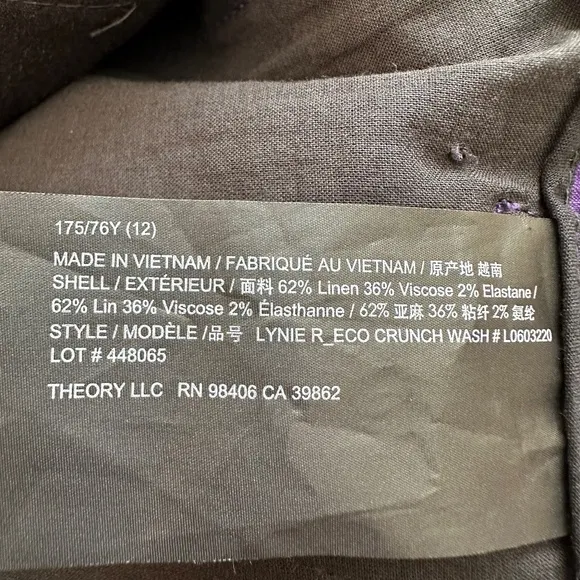 175/76Y (12)
MADE IN VIETNAM / FABRIQUÉ AU VIETNAM / 原产地 越南
SHELL / EXTÉRIEUR / 面料 62% Linen 36% Viscose 2% Elastane /
62% Lin 36% Viscose 2% Élasthanne / 62% 亚麻 36% 粘纤 2% 氨纶
STYLE / MODÈLE /品号 LYNIE R_ECO CRUNCH WASH # L0603220
LOT # 448065
THEORY LLC RN 98406 CA 39862